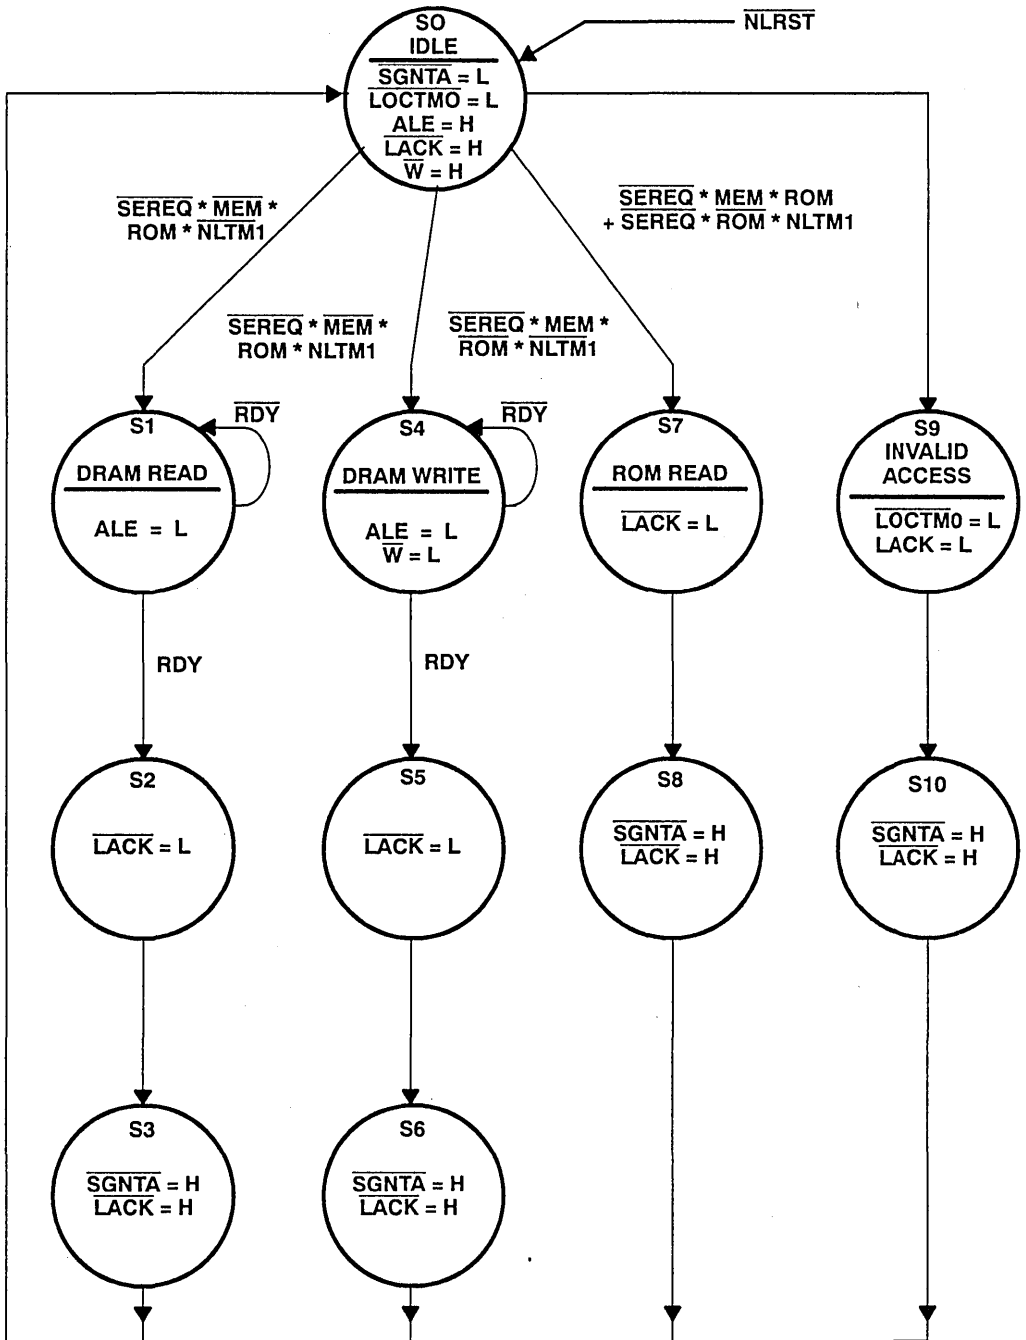 SO
IDLE
NLRST
SGNTA = L
LOCTMO = L
ALE = H
LACK = H
W = H
SEREQ * MEM *
ROM * NLTM1
SEREQ * MEM * ROM
+ SEREQ * ROM * NLTM1
SEREQ * MEM *
ROM * NLTM1
SEREQ * MEM *
ROM * NLTM1
S1
RDY
DRAM READ
ALE = L
S4
RDY
DRAM WRITE
ALE = L
W = L
S7
ROM READ
LACK = L
S9
INVALID
ACCESS
LOCTM0 = L
LACK = L
RDY
RDY
S2
LACK = L
S5
LACK = L
S8
SGNTA = H
LACK = H
S10
SGNTA = H
LACK = H
S3
SGNTA = H
LACK = H
S6
SGNTA = H
LACK = H